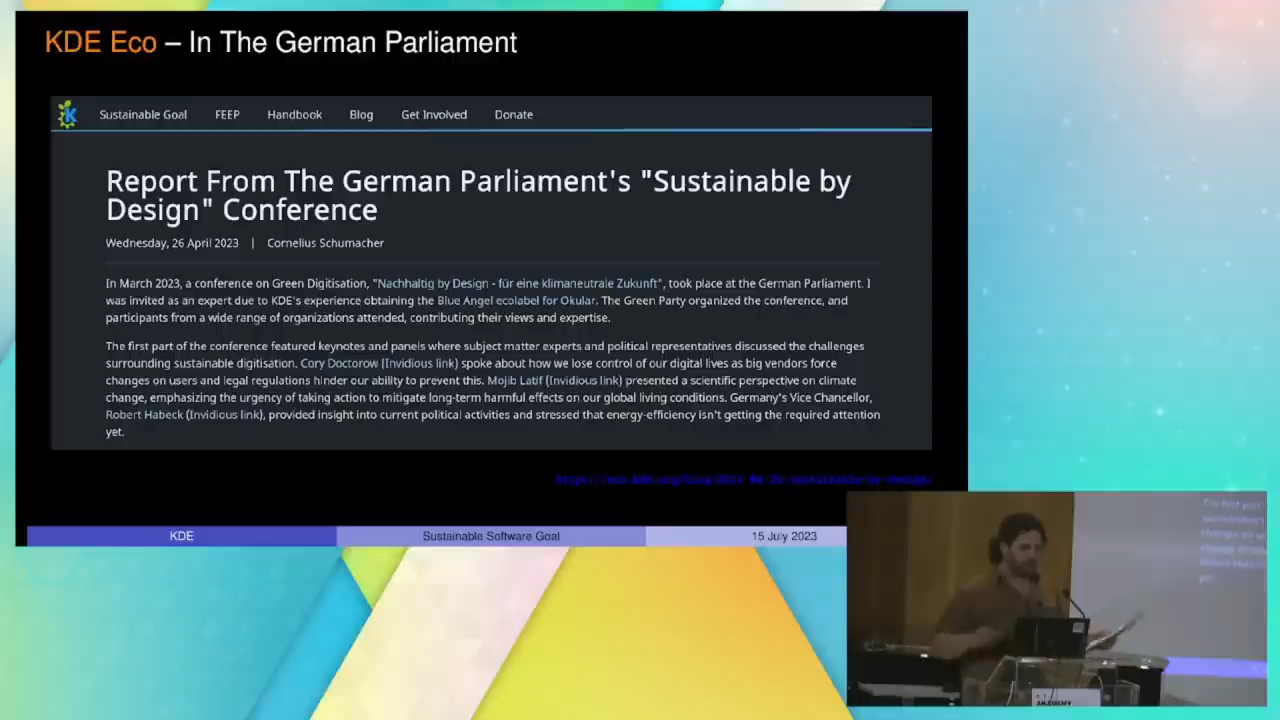 KDE Eco – In The German Parliament
Sustainable Goal FEEP Handbook Blog Get Involved Donate
Report From The German Parliament's "Sustainable by
Design" Conference
Wednesday, 26 April 2023 | Cornelius Schumacher
In March 2023, a conference on Green Digitisation, "Nachhaltig by Design - für eine klimaneutrale Zukunft", took place at the German Parliament. I
was invited as an expert due to KDE's experience obtaining the Blue Angel ecolabel for Okular. The Green Party organized the conference, and
participants from a wide range of organizations attended, contributing their views and expertise.
The first part of the conference featured keynotes and panels where subject matter experts and political representatives discussed the challenges
surrounding sustainable digitisation. Cory Doctorow (Invidious link) spoke about how we lose control of our digital lives as big vendors force
changes on users and legal regulations hinder our ability to prevent this. Mojib Latif (Invidious link) presented a scientific perspective on climate
change, emphasizing the urgency of taking action to mitigate long-term harmful effects on our global living conditions. Germany's Vice Chancellor,
Robert Habeck (Invidious link), provided insight into current political activities and stressed that energy-efficiency isn't getting the required attention
yet.
KDE Sustainable Software Goal 15 July 2023